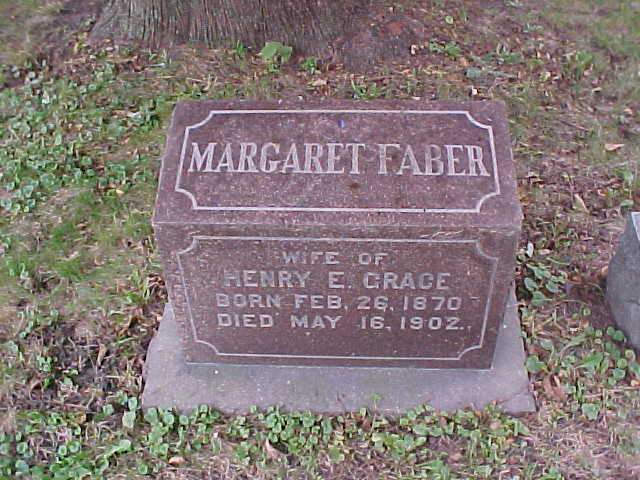 MARGARET FABER
WIFE OF
HENRY E. GRACE
BORN FEB. 26, 1870
DIED MAY 16, 1902.